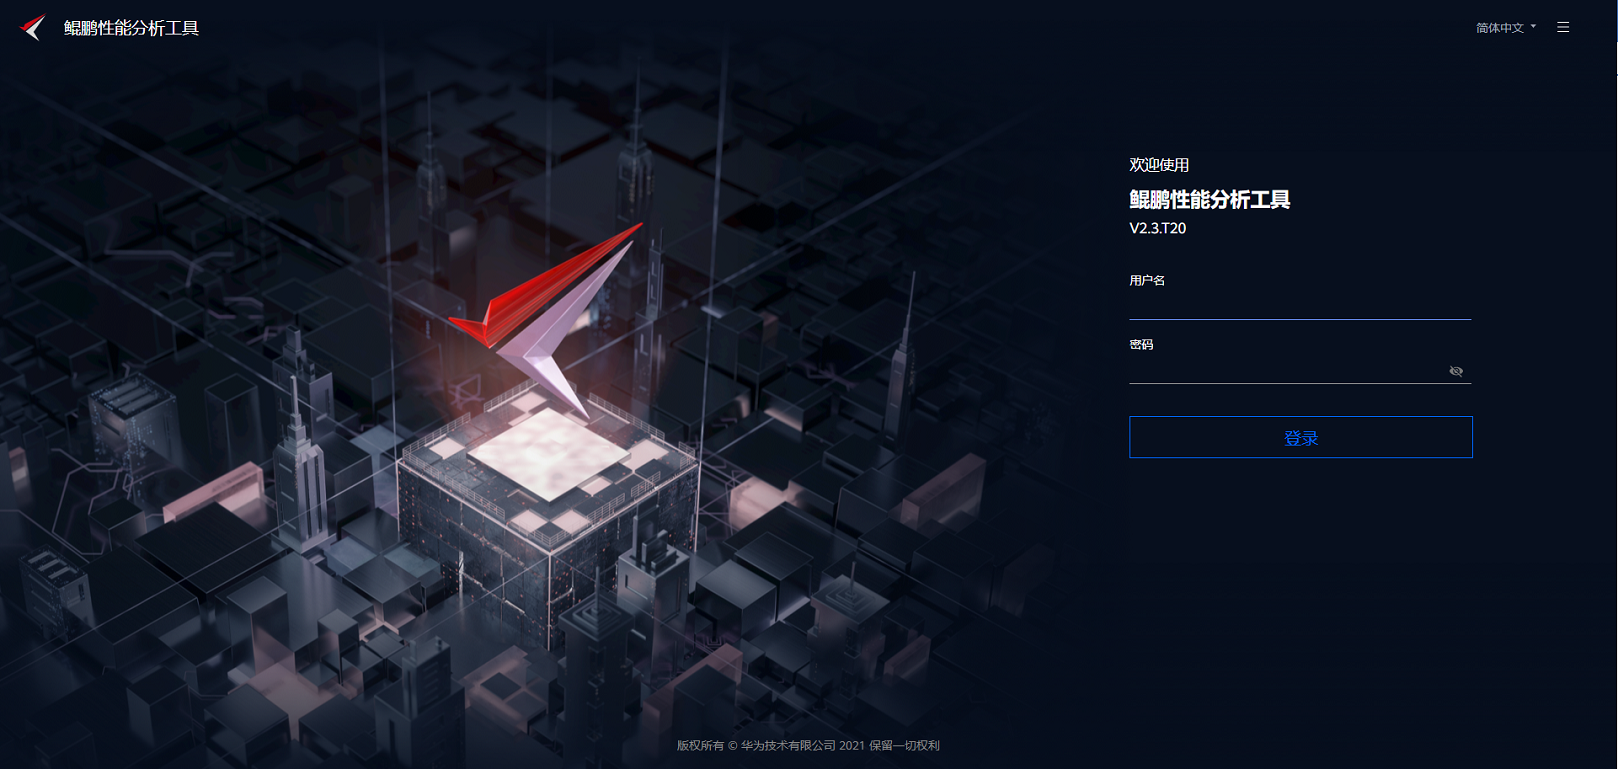 鲲鹏性能分析工具
简体中文
欢迎使用
鲲鹏性能分析工具
V2.3.T20
用户名
密码
登录
版权所有 © 华为技术有限公司 2021 保留一切权利